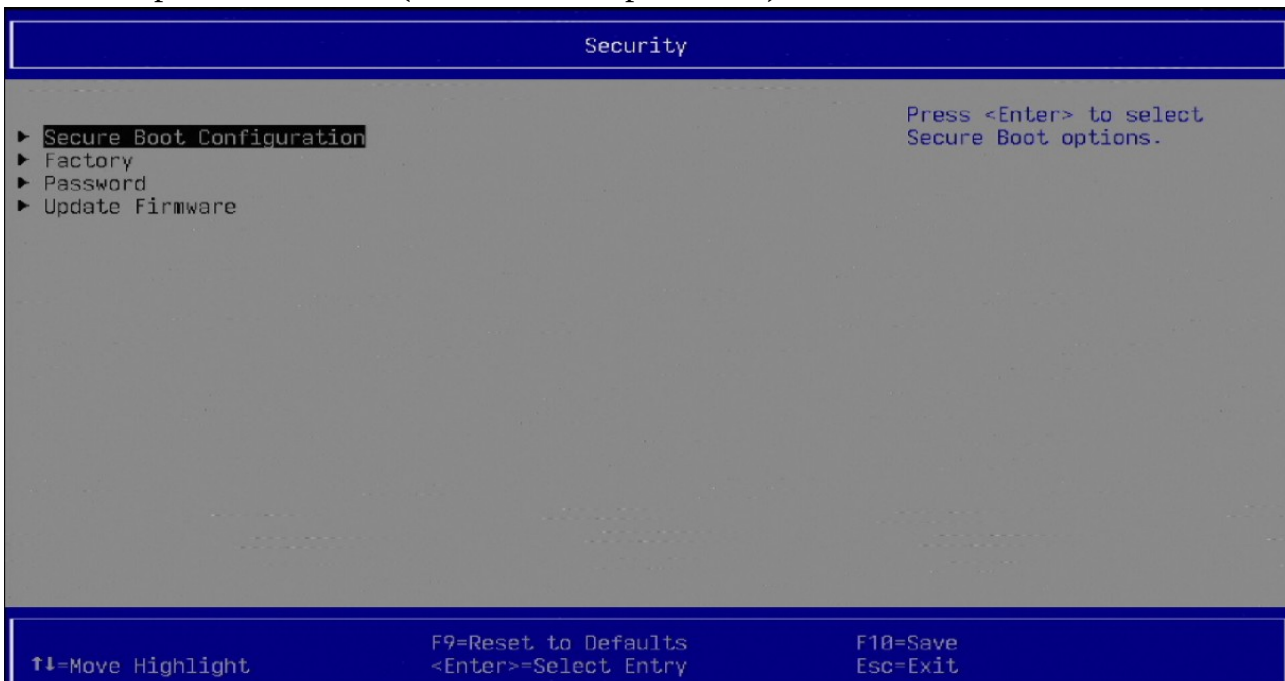 Security
Press <Enter> to select
Secure Boot options.
► Secure Boot Configuration
► Factory
► Password
► Update Firmware
F9=Reset to Defaults
F10=Save
↑↓=Move Highlight
<Enter>=Select Entry
Esc=Exit